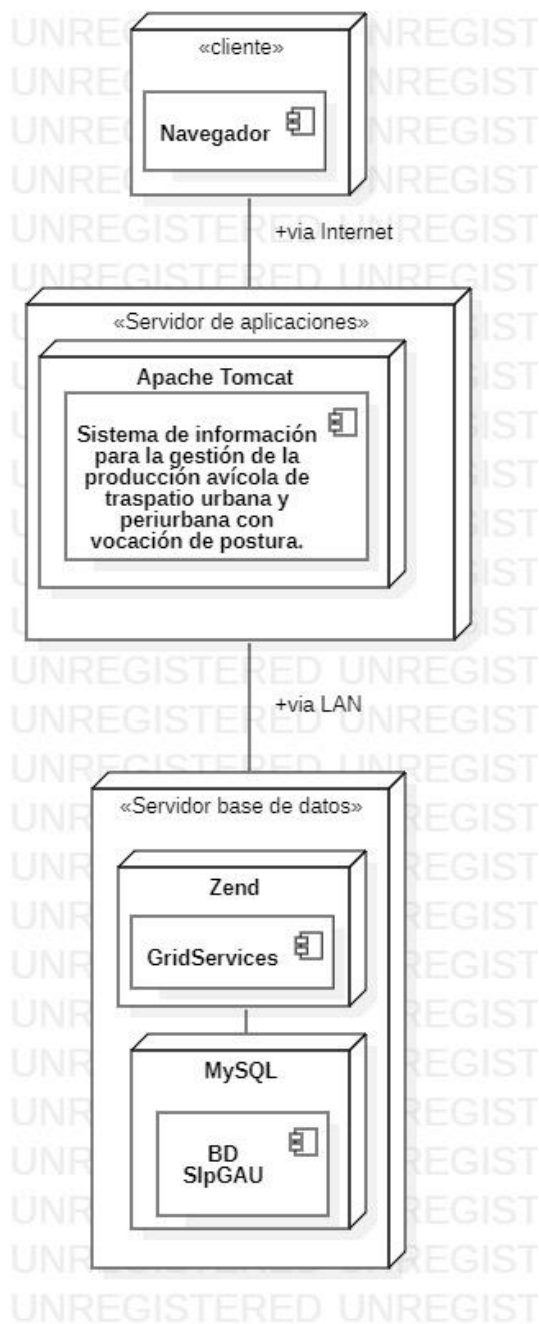 «cliente»
Navegador
+via Internet
«Servidor de aplicaciones»
Apache Tomcat
Sistema de información
para la gestión de la
producción avícola de
traspatio urbana y
periurbana con
vocación de postura.
+via LAN
«Servidor base de datos»
Zend
GridServices
MySQL
BD
SIpGAU
UNREGISTERED UNREGIST